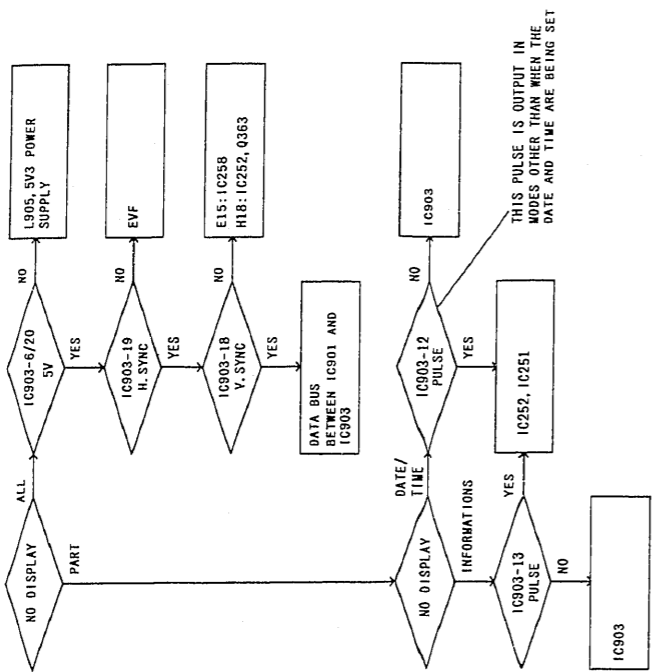 NO DISPLAY
ALL
PART
IC903-6/20
5V
NO
YES
L905, 5V3 POWER
SUPPLY
IC903-19
H.SYNC
NO
YES
EVF
IC903-18
V.SYNC
NO
YES
E15:IC258
H18:IC252, Q363
DATA BUS
BETWEEN IC901 AND
IC903
NO DISPLAY
DATE/
TIME
INFORMATIONS
IC903-12
PULSE
NO
YES
IC903
THIS PULSE IS OUTPUT IN
MODES OTHER THAN WHEN THE
DATE AND TIME ARE BEING SET
IC903-13
PULSE
YES
NO
IC252, IC251
IC903